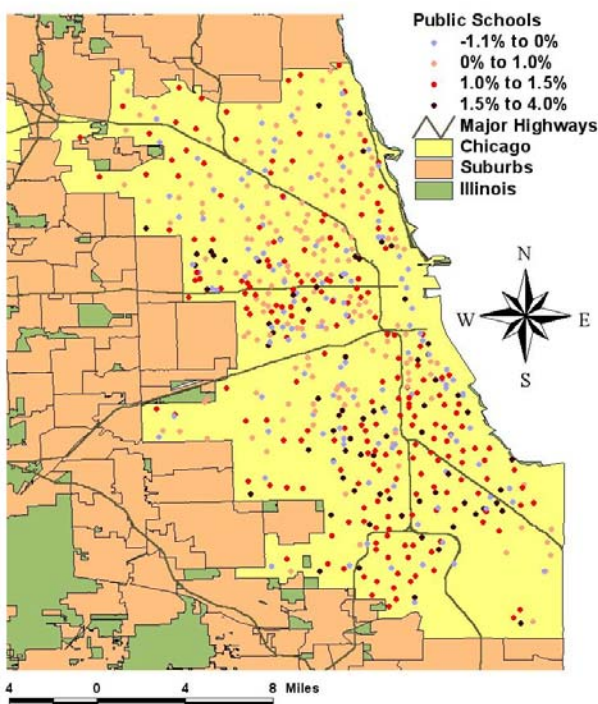 Public Schools
-1.1% to 0%
0% to 1.0%
1.0% to 1.5%
1.5% to 4.0%
Major Highways
Chicago
Suburbs
Illinois
N
W E
S
4 0 4 8 Miles